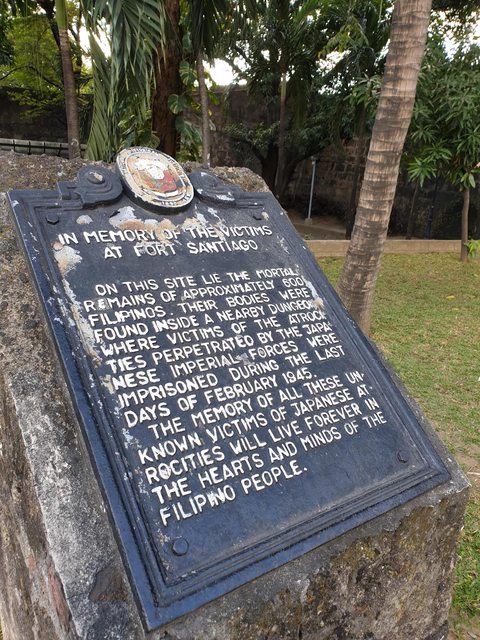 IN MEMORY OF THE VICTIMS
AT FORT SANTIAGO
ON THIS SITE LIE THE MORTAL
REMAINS OF APPROXIMATELY 600
FILIPINOS. THEIR BODIES WERE
FOUND INSIDE A NEARBY DUNGEON
WHERE VICTIMS OF THE ATROCI-
TIES PERPETRATED BY THE JAPA-
NESE IMPERIAL FORCES WERE
IMPRISONED DURING THE LAST
DAYS OF FEBRUARY 1945.
THE MEMORY OF ALL THESE UN-
KNOWN VICTIMS OF JAPANESE AT-
ROCITIES WILL LIVE FOREVER IN
THE HEARTS AND MINDS OF THE
FILIPINO PEOPLE.